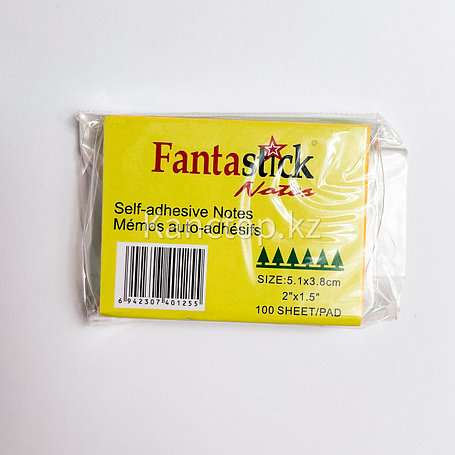 Fantastick
Notes
Self-adhesive Notes
Mémos auto-adhésifs
Kanctop.kz
SIZE:5.1x3.8cm
2"x1.5"
100 SHEET/PAD
6 942307 401255